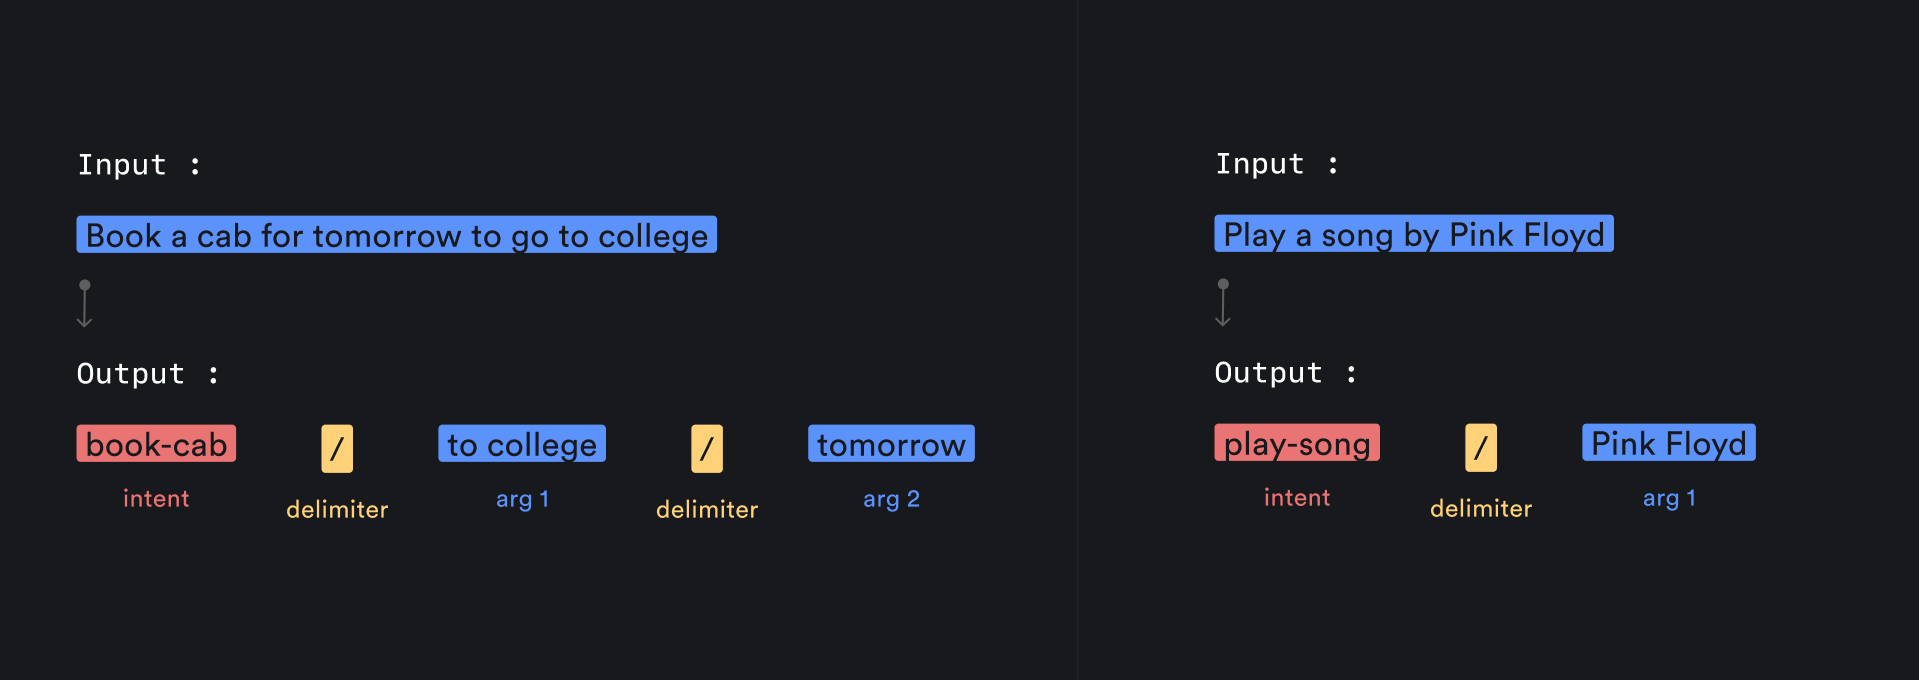 Input :
Book a cab for tomorrow to go to college
Output :
book-cab / to college / tomorrow
intent delimiter arg 1 delimiter arg 2
Input :
Play a song by Pink Floyd
Output :
play-song / Pink Floyd
intent delimiter arg 1